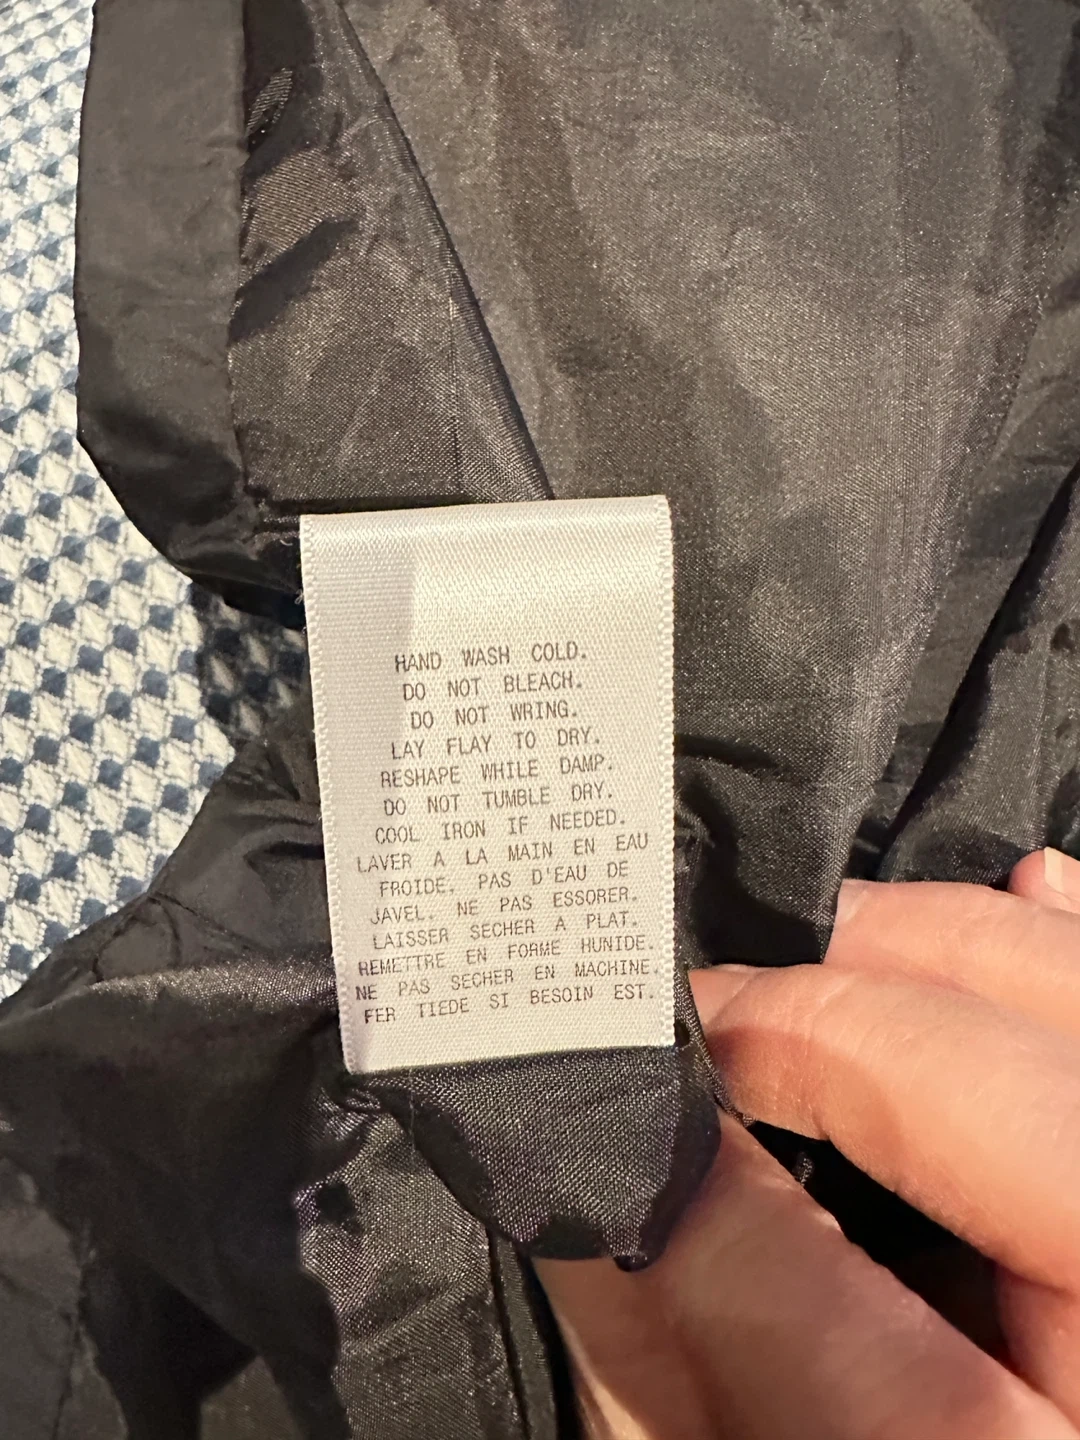 HAND WASH COLD.
DO NOT BLEACH.
DO NOT WRING.
LAY FLAY TO DRY.
RESHAPE WHILE DAMP.
DO NOT TUMBLE DRY.
COOL IRON IF NEEDED.
LAVER A LA MAIN EN EAU
FROIDE. PAS D'EAU DE
JAVEL. NE PAS ESSORER.
LAISSER SECHER A PLAT.
REMETTRE EN FORME HUNIDE.
NE PAS SECHER EN MACHINE.
FER TIEDE SI BESOIN EST.